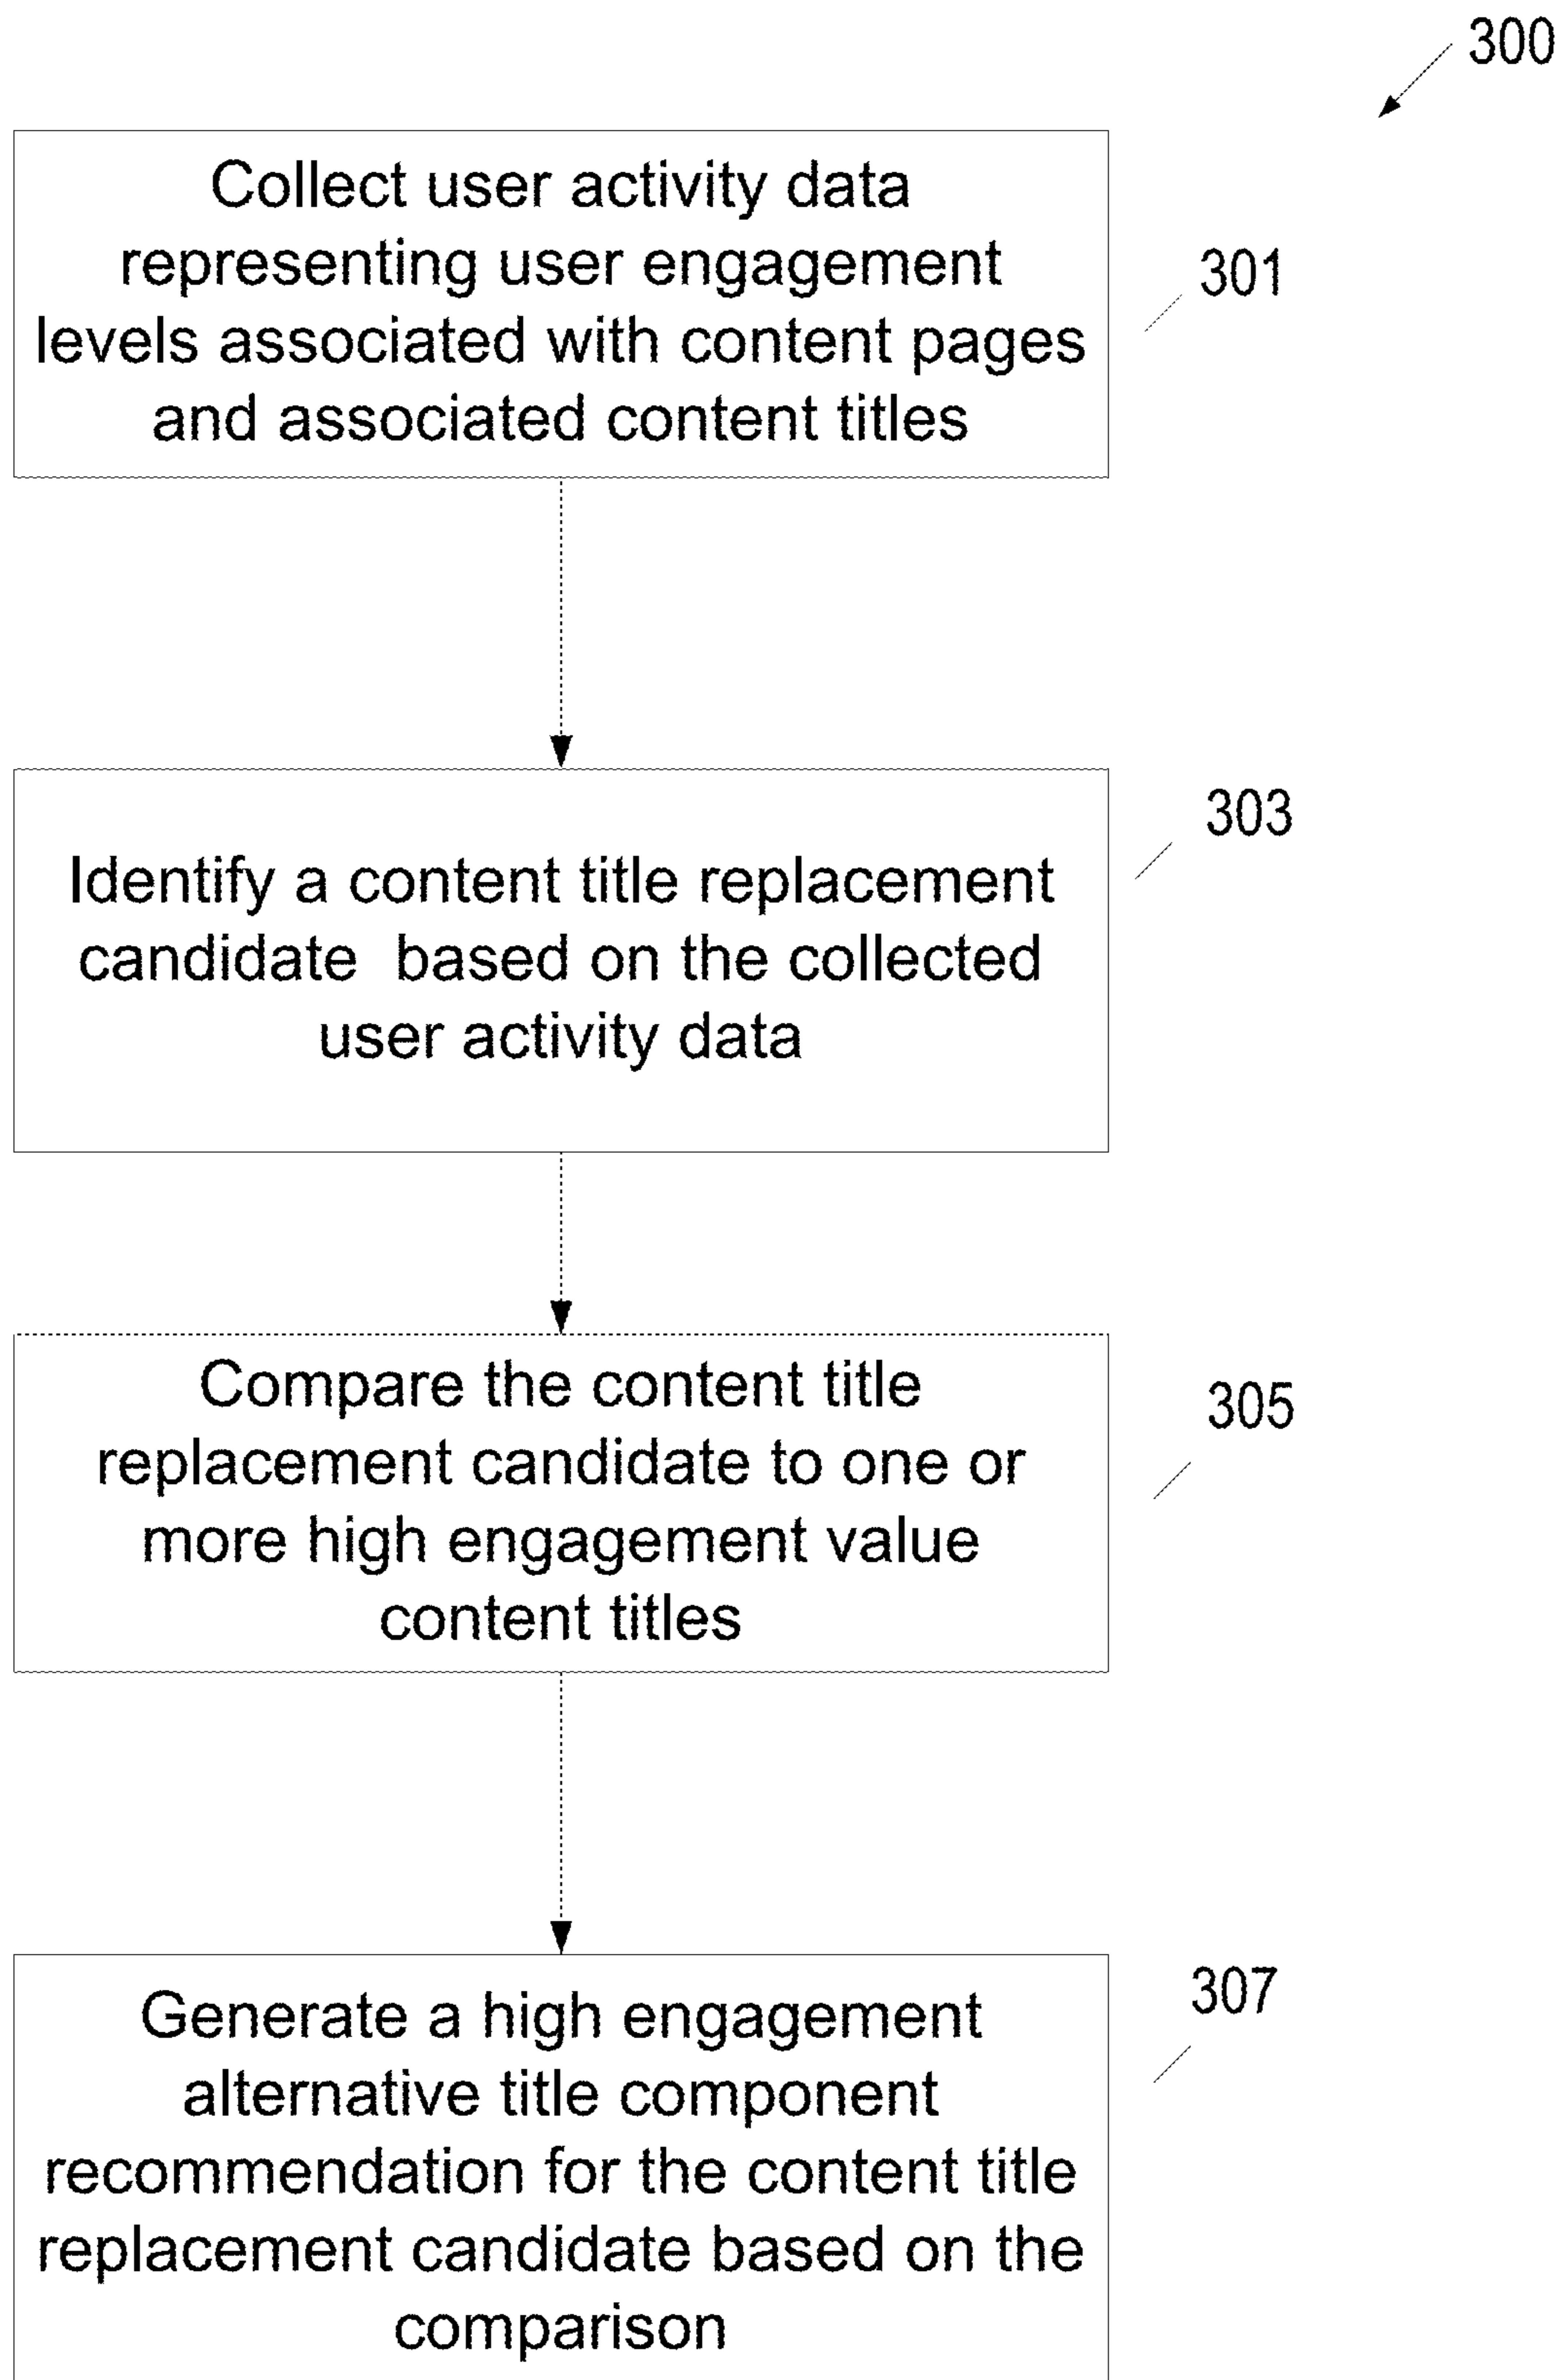 300
Collect user activity data
representing user engagement
levels associated with content pages
and associated content titles
301
Identify a content title replacement
candidate  based on the collected
user activity data
303
Compare the content title
replacement candidate to one or
more high engagement value
content titles
305
Generate a high engagement
alternative title component
recommendation for the content title
replacement candidate based on the
comparison
307